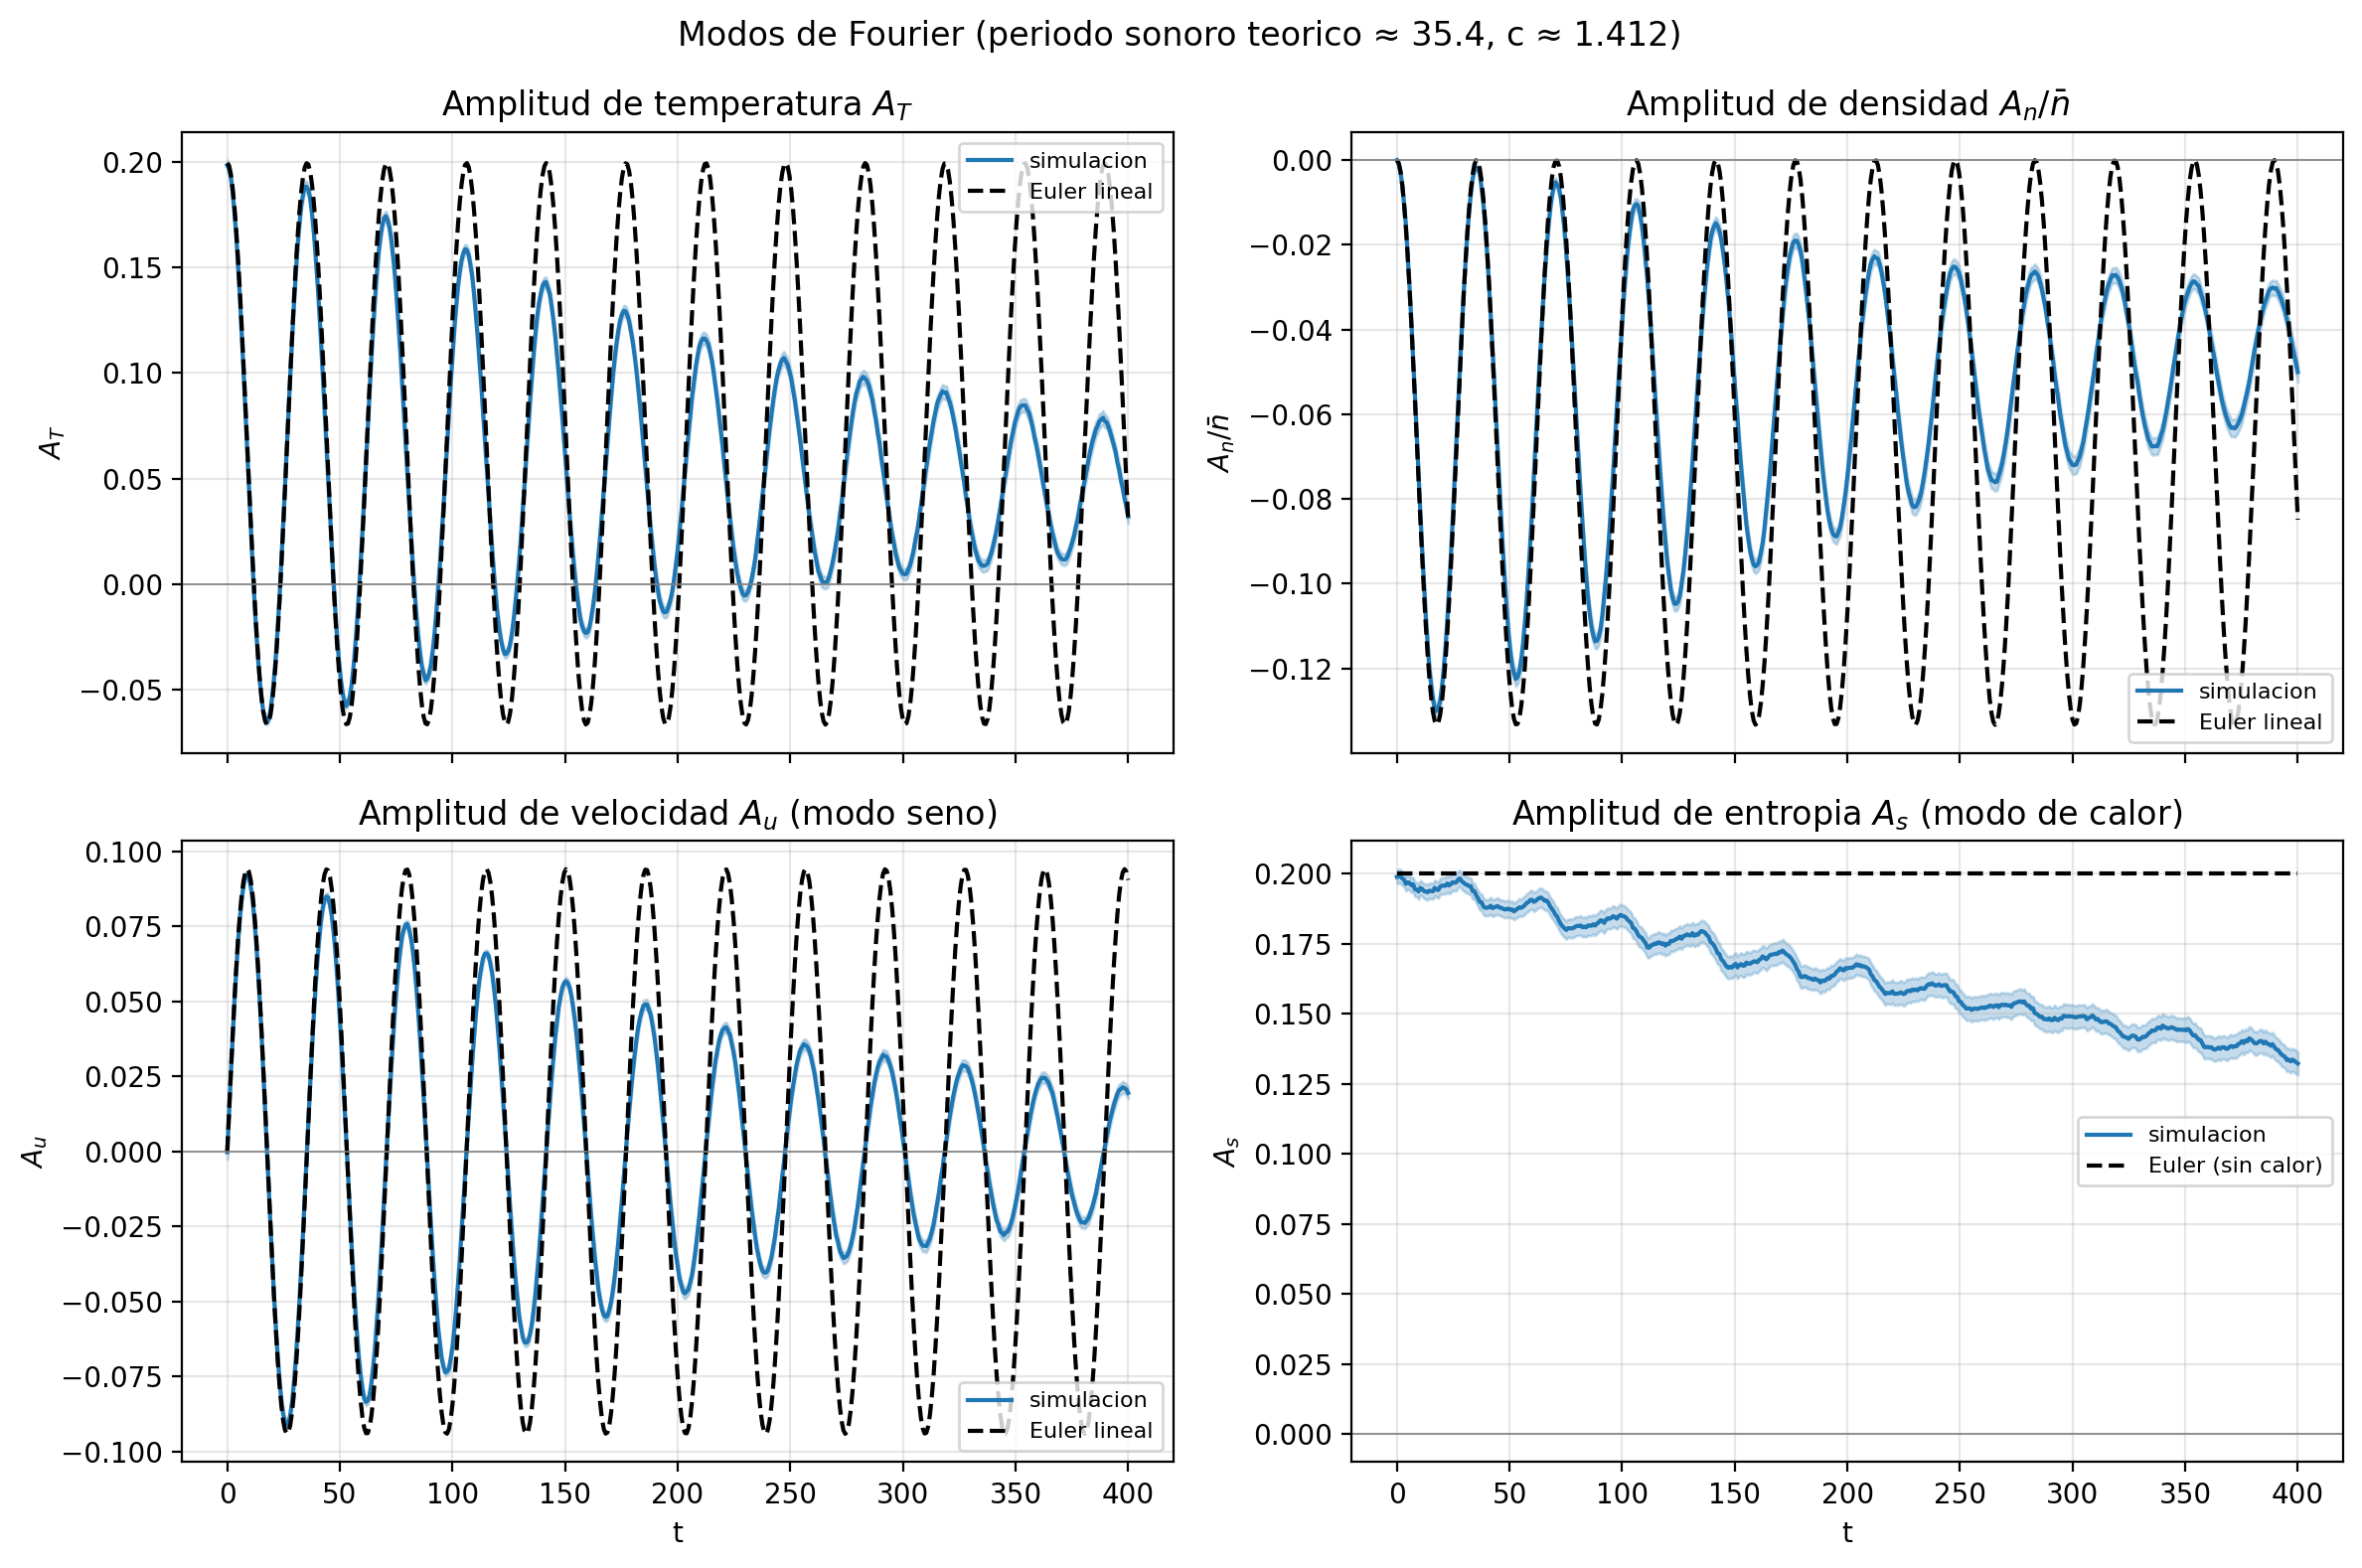 Modos de Fourier (periodo sonoro teorico ≈ 35.4, c ≈ 1.412)
Amplitud de temperatura A_T
0.20
0.15
0.10
0.05
0.00
−0.05
A_T
simulacion
Euler lineal
Amplitud de densidad A_n/n̄
0.00
−0.02
−0.04
−0.06
−0.08
−0.10
−0.12
A_n/n̄
simulacion
Euler lineal
Amplitud de velocidad A_u (modo seno)
0.100
0.075
0.050
0.025
0.000
−0.025
−0.050
−0.075
−0.100
A_u
simulacion
Euler lineal
0 50 100 150 200 250 300 350 400
t
Amplitud de entropia A_s (modo de calor)
0.200
0.175
0.150
0.125
0.100
0.075
0.050
0.025
0.000
A_s
simulacion
Euler (sin calor)
0 50 100 150 200 250 300 350 400
t